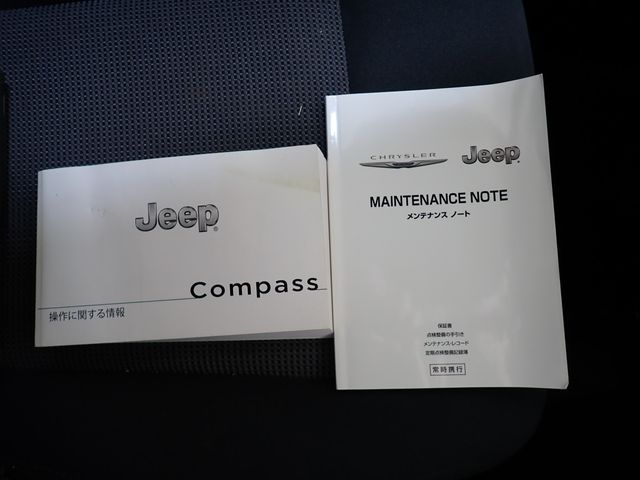 Jeep
Compass
操作に関する情報
CHRYSLER Jeep
MAINTENANCE NOTE
メンテナンス ノート
保証書
点検整備の手引き
メンテナンス・レコード
定期点検整備記録簿
常時携行